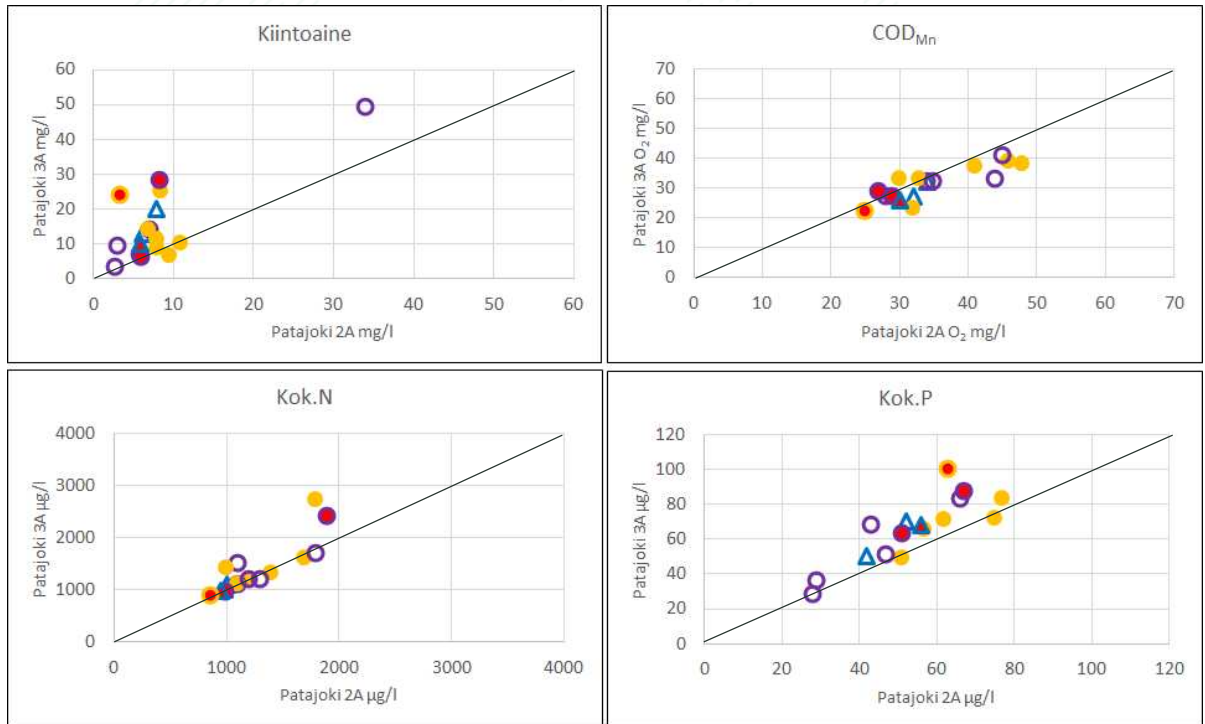 Kiintoaine
60
50
40
30
20
10
0
0 10 20 30 40 50 60
Patajoki 3A mg/l
Patajoki 2A mg/l
COD Mn
70
60
50
40
30
20
10
0
0 10 20 30 40 50 60 70
Patajoki 3A O₂ mg/l
Patajoki 2A O₂ mg/l
Kok.N
4000
3000
2000
1000
0
0 1000 2000 3000 4000
Patajoki 3A µg/l
Patajoki 2A µg/l
Kok.P
120
100
80
60
40
20
0
0 20 40 60 80 100 120
Patajoki 3A µg/l
Patajoki 2A µg/l